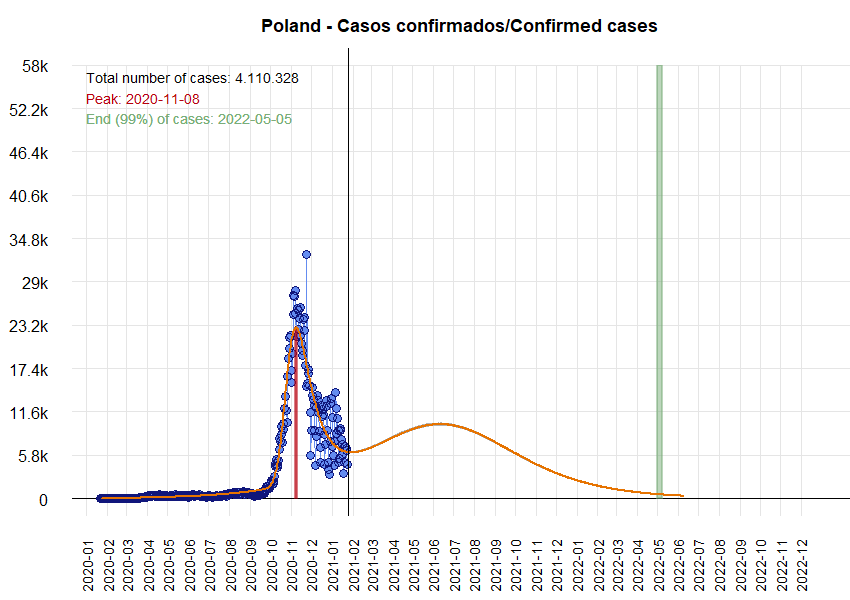 Poland - Casos confirmados/Confirmed cases
Total number of cases: 4.110.328
Peak: 2020-11-08
End (99%) of cases: 2022-05-05
58k
52.2k
46.4k
40.6k
34.8k
29k
23.2k
17.4k
11.6k
5.8k
0
2020-01
2020-02
2020-03
2020-04
2020-05
2020-06
2020-07
2020-08
2020-09
2020-10
2020-11
2020-12
2021-01
2021-02
2021-03
2021-04
2021-05
2021-06
2021-07
2021-08
2021-09
2021-10
2021-11
2021-12
2022-02
2022-02
2022-03
2022-04
2022-05
2022-06
2022-07
2022-08
2022-09
2022-10
2022-11
2022-12